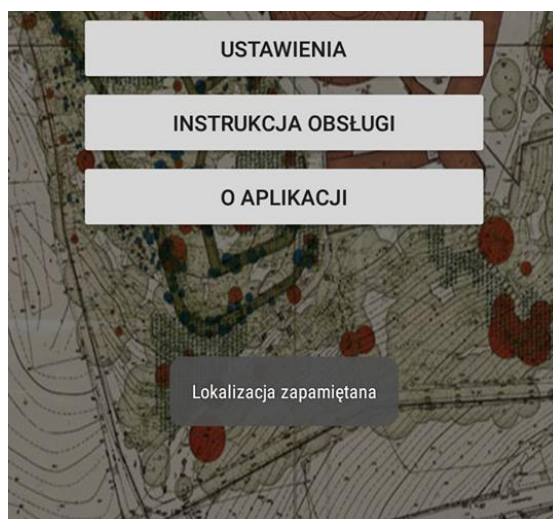 USTAWIENIA
INSTRUKCJA OBSŁUGI
O APLIKACJI
Lokalizacja zapamiętana